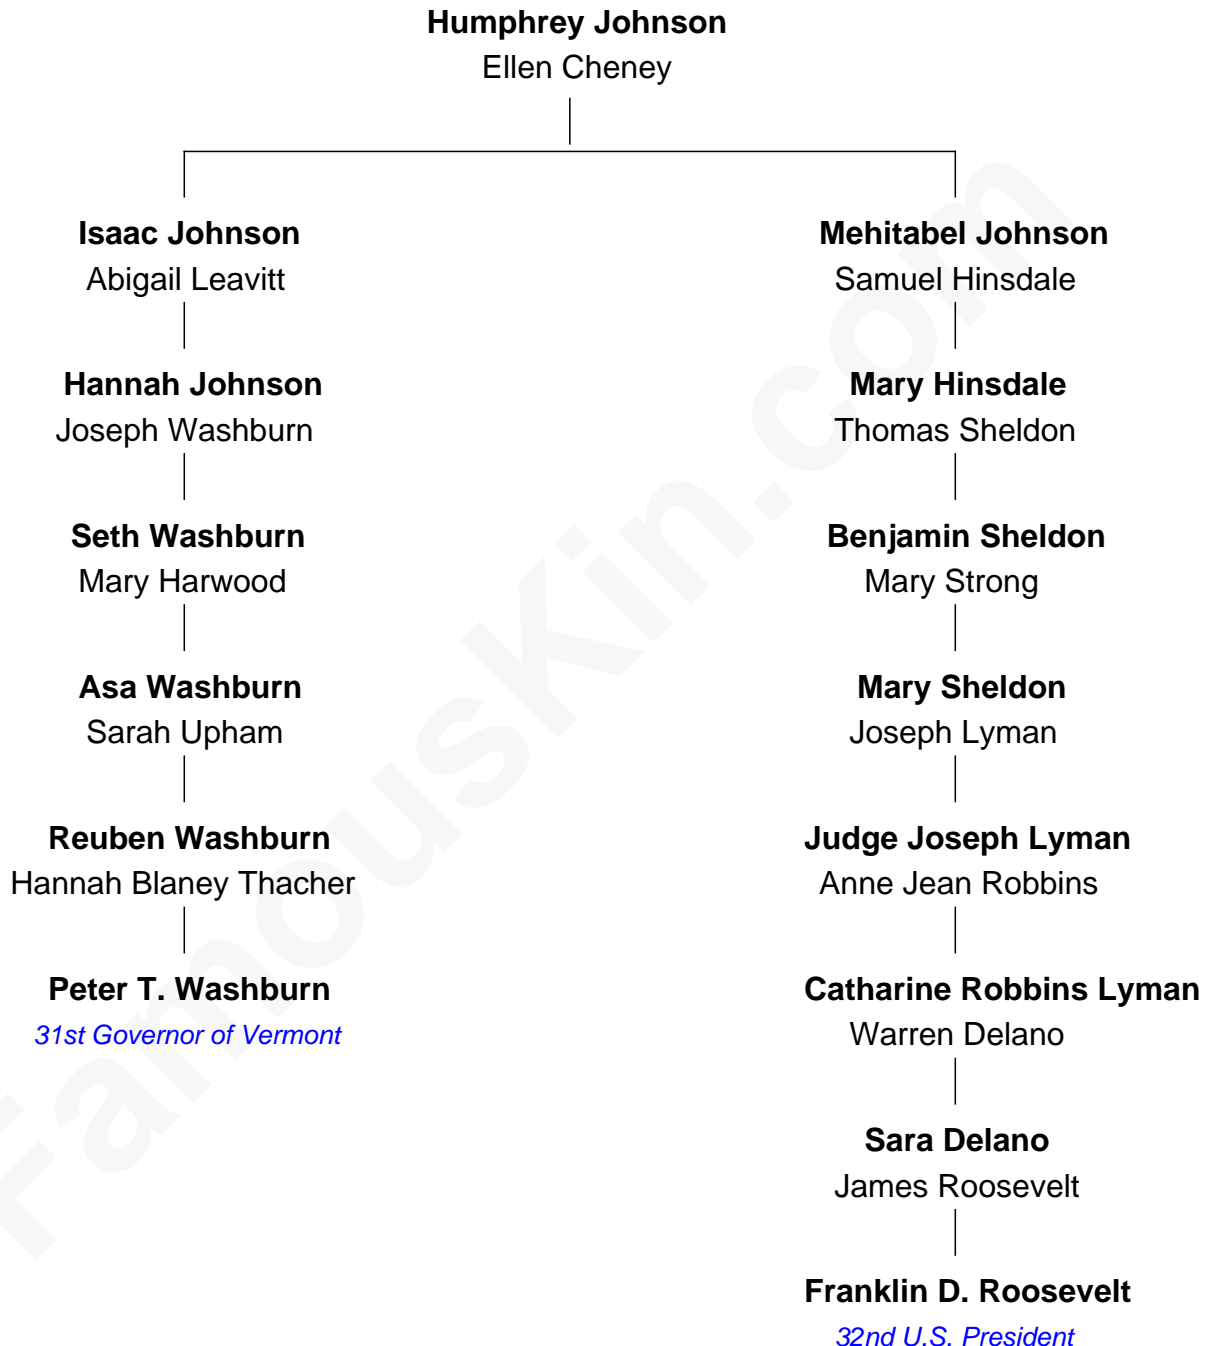 Humphrey Johnson
Ellen Cheney
Isaac Johnson
Abigail Leavitt
Hannah Johnson
Joseph Washburn
Seth Washburn
Mary Harwood
Asa Washburn
Sarah Upham
Reuben Washburn
Hannah Blaney Thacher
Peter T. Washburn
31st Governor of Vermont
Mehitabel Johnson
Samuel Hinsdale
Mary Hinsdale
Thomas Sheldon
Benjamin Sheldon
Mary Strong
Mary Sheldon
Joseph Lyman
Judge Joseph Lyman
Anne Jean Robbins
Catharine Robbins Lyman
Warren Delano
Sara Delano
James Roosevelt
Franklin D. Roosevelt
32nd U.S. President
FamousKin.com